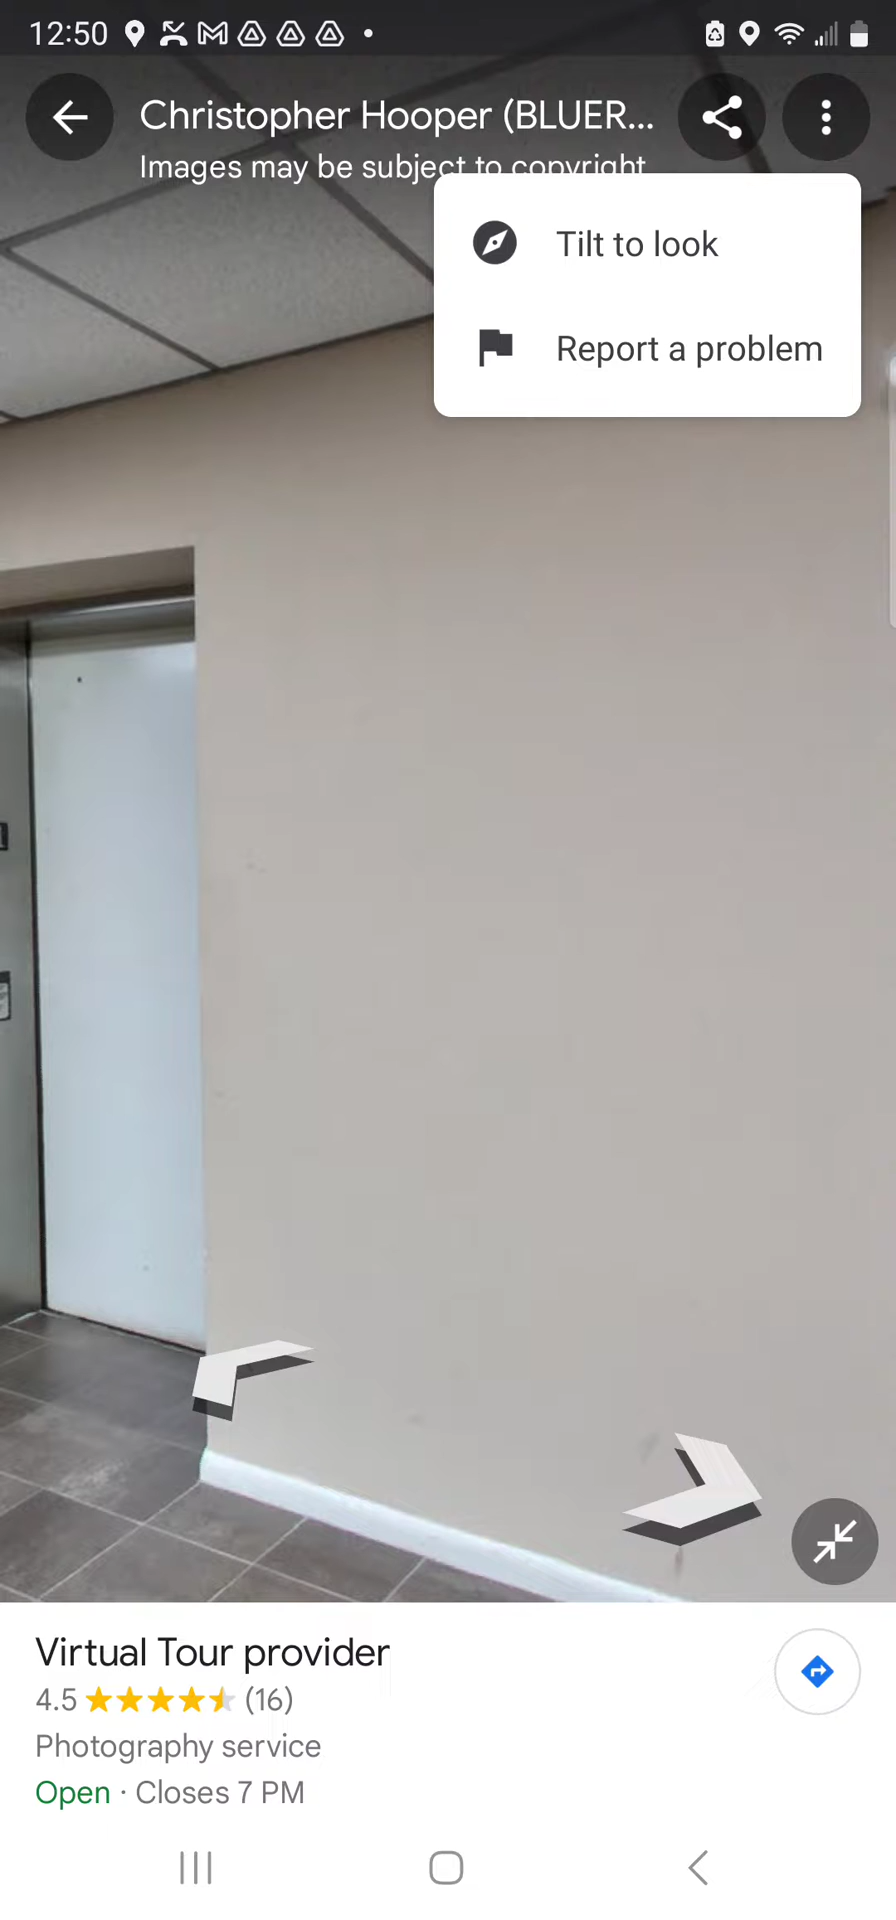 12:50
Christopher Hooper (BLUER...
Images may be subject to copyright
Tilt to look
Report a problem
Virtual Tour provider
4.5 (16)
Photography service
Open · Closes 7 PM